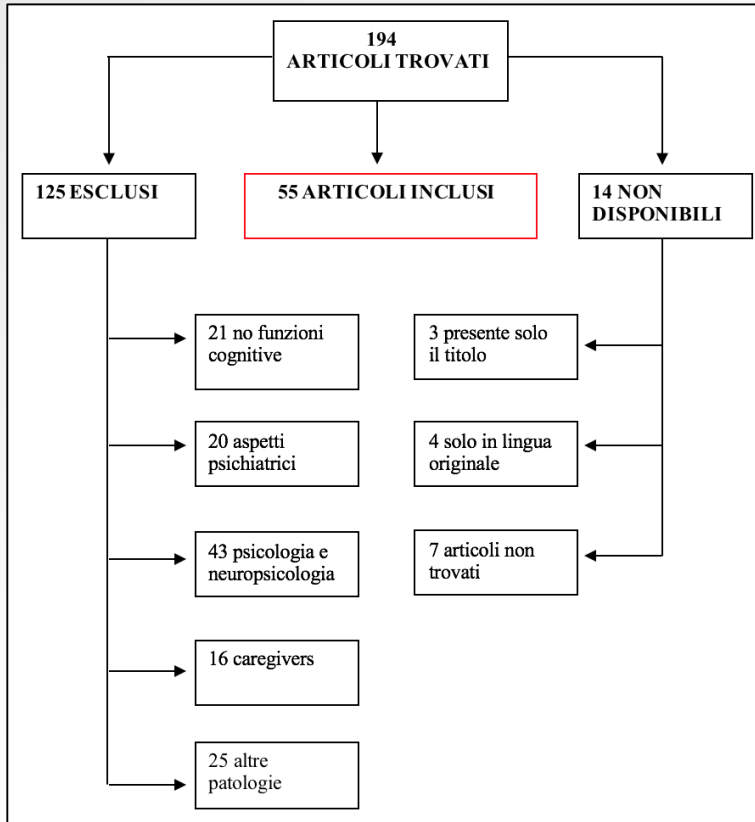 194
ARTICOLI TROVATI
125 ESCLUSI
55 ARTICOLI INCLUSI
14 NON
DISPONIBILI
21 no funzioni
cognitive
3 presente solo
il titolo
20 aspetti
psichiatrici
4 solo in lingua
originale
43 psicologia e
neuropsicologia
7 articoli non
trovati
16 caregivers
25 altre
patologie